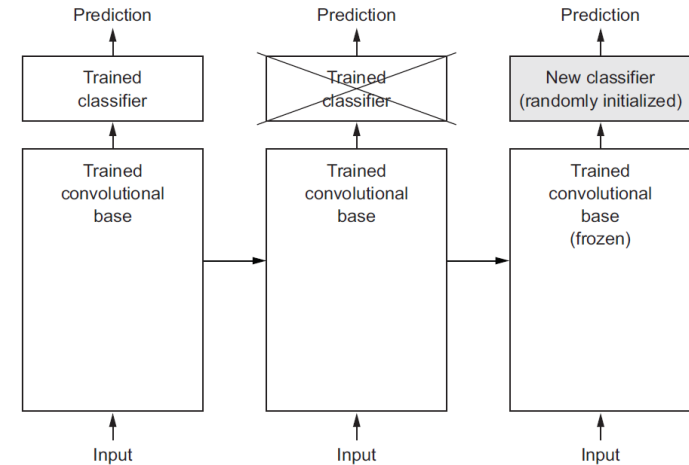 Prediction
Trained
classifier
Trained
convolutional
base
Input
Prediction
Trained
classifier
Trained
convolutional
base
Input
Prediction
New classifier
(randomly initialized)
Trained
convolutional
base
(frozen)
Input